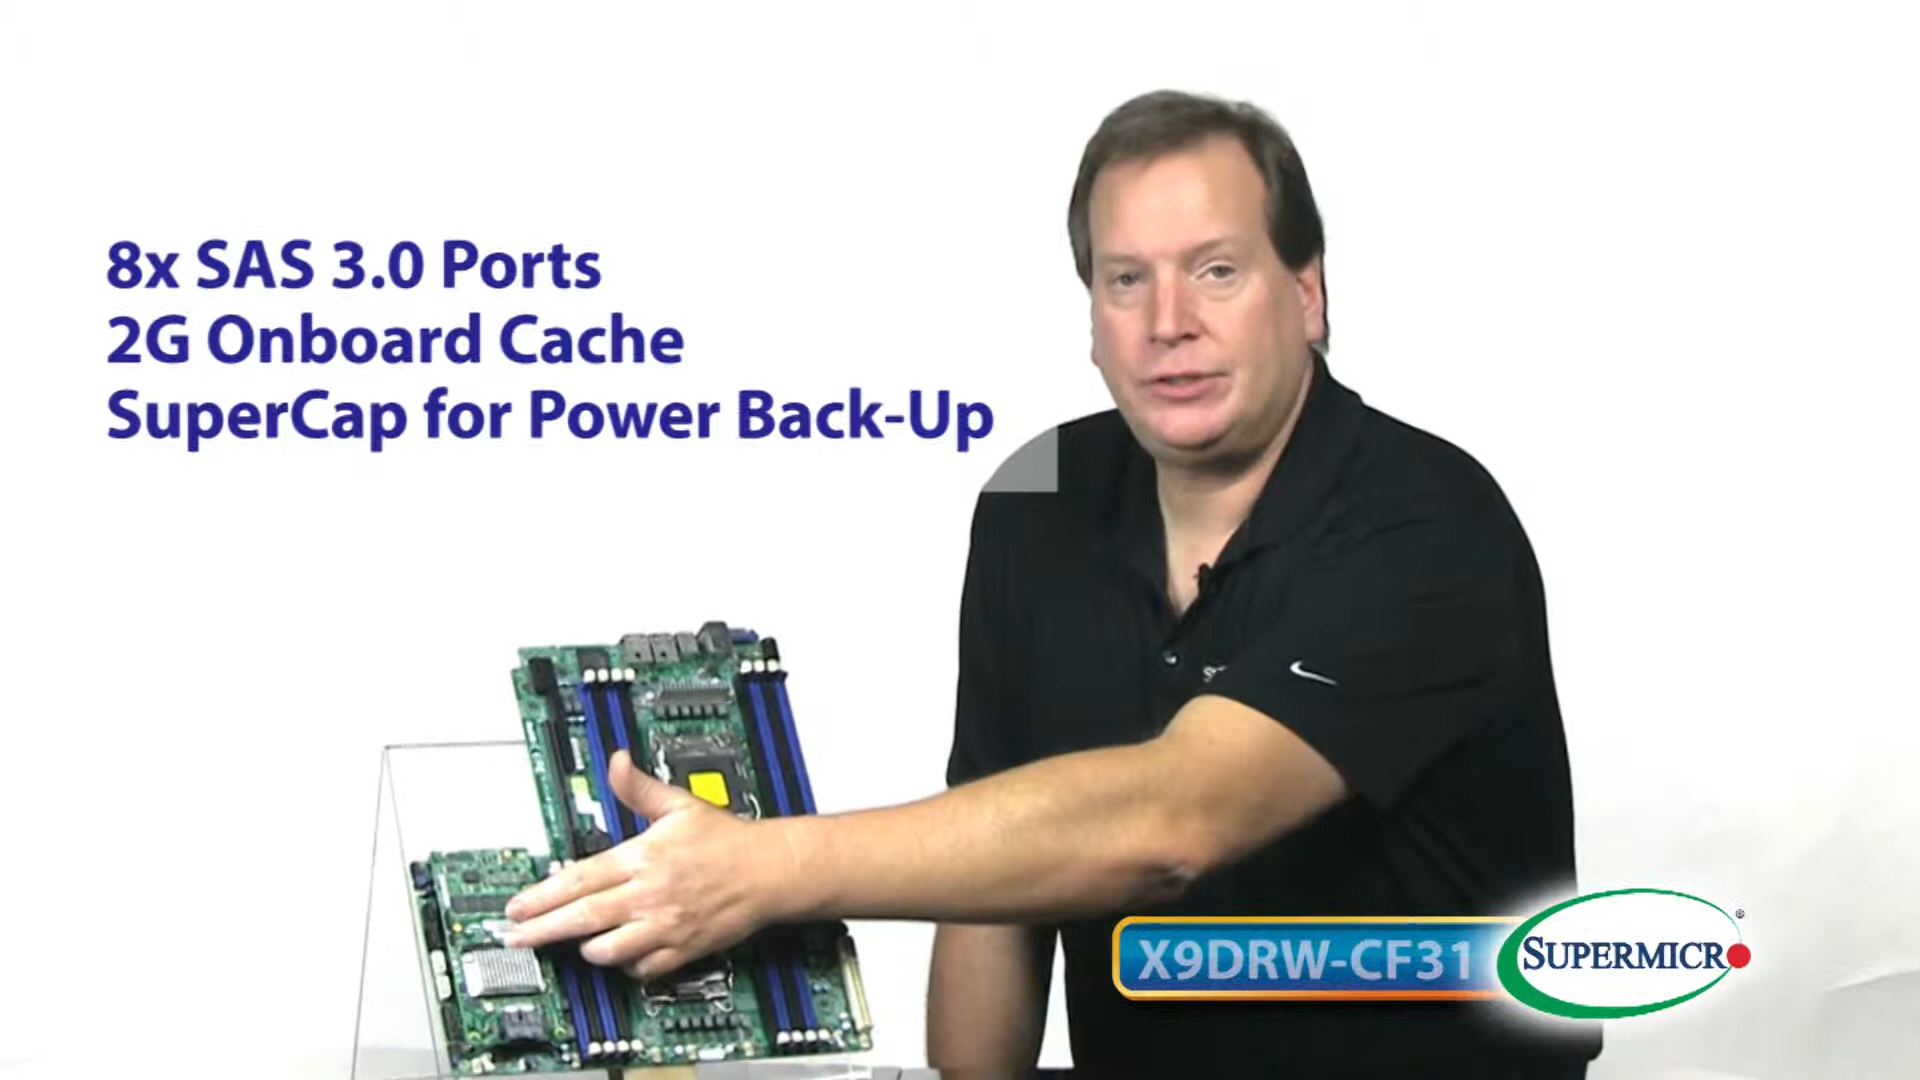 8x SAS 3.0 Ports
2G Onboard Cache
SuperCap for Power Back-Up
X9DRW-CF31
SUPERMICRO®